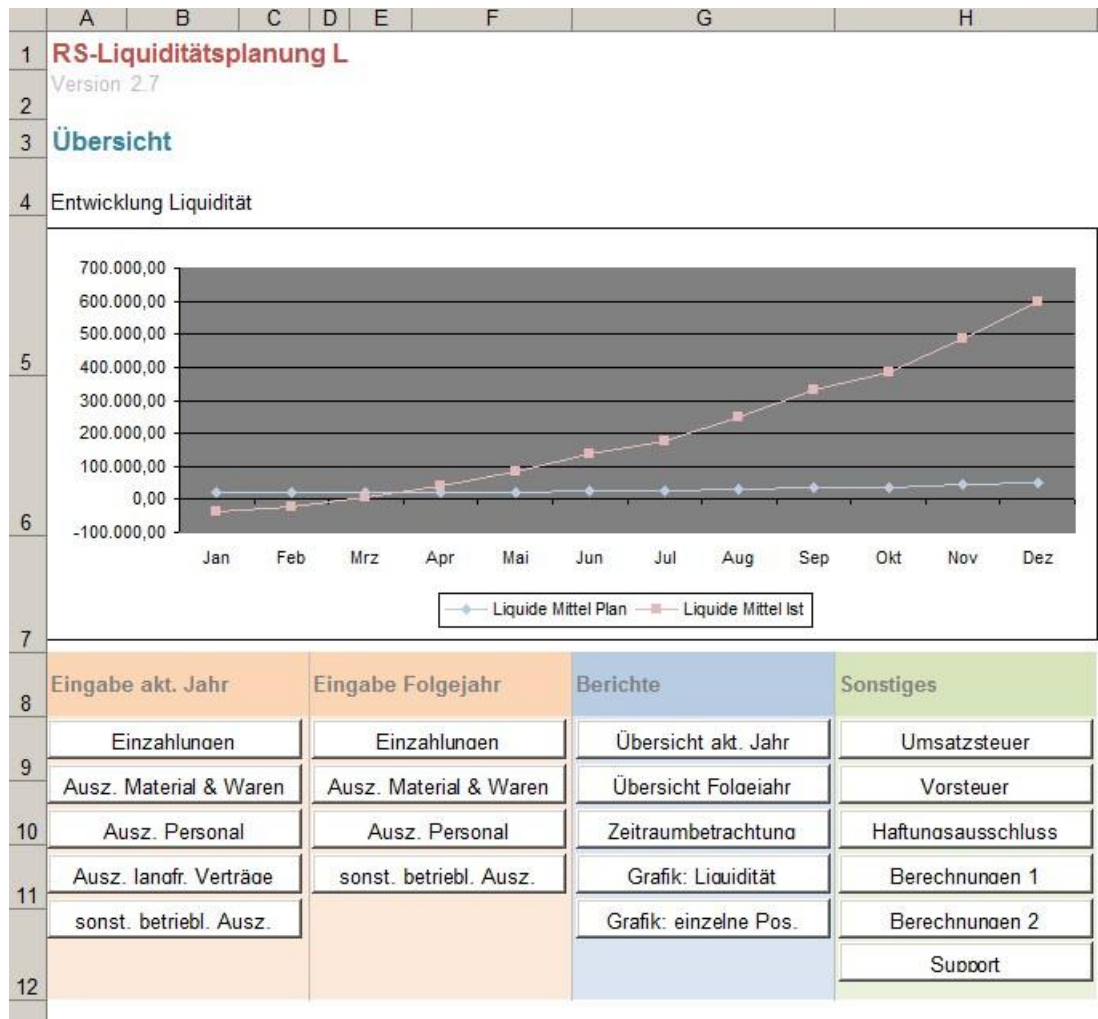 A B C D E F G H
1 RS-Liquiditätsplanung L
Version 2.7
2
3 Übersicht
4 Entwicklung Liquidität
700.000,00
600.000,00
500.000,00
5
400.000,00
300.000,00
200.000,00
100.000,00
0,00
6
-100.000,00
Jan Feb Mrz Apr Mai Jun Jul Aug Sep Okt Nov Dez
Liquide Mittel Plan Liquide Mittel Ist
7
8 Eingabe akt. Jahr Eingabe Folgejahr Berichte Sonstiges
Einzahlungen Einzahlungen Übersicht akt. Jahr Umsatzsteuer
9
Ausz. Material & Waren Ausz. Material & Waren Übersicht Folgejahr Vorsteuer
10 Ausz. Personal Ausz. Personal Zeitraumbetrachtung Haftungsausschluss
Ausz. langfr. Verträge sonst. betriebl. Ausz. Grafik: Liquidität Berechnungen 1
11
sonst. betriebl. Ausz. Grafik: einzelne Pos. Berechnungen 2
Support
12